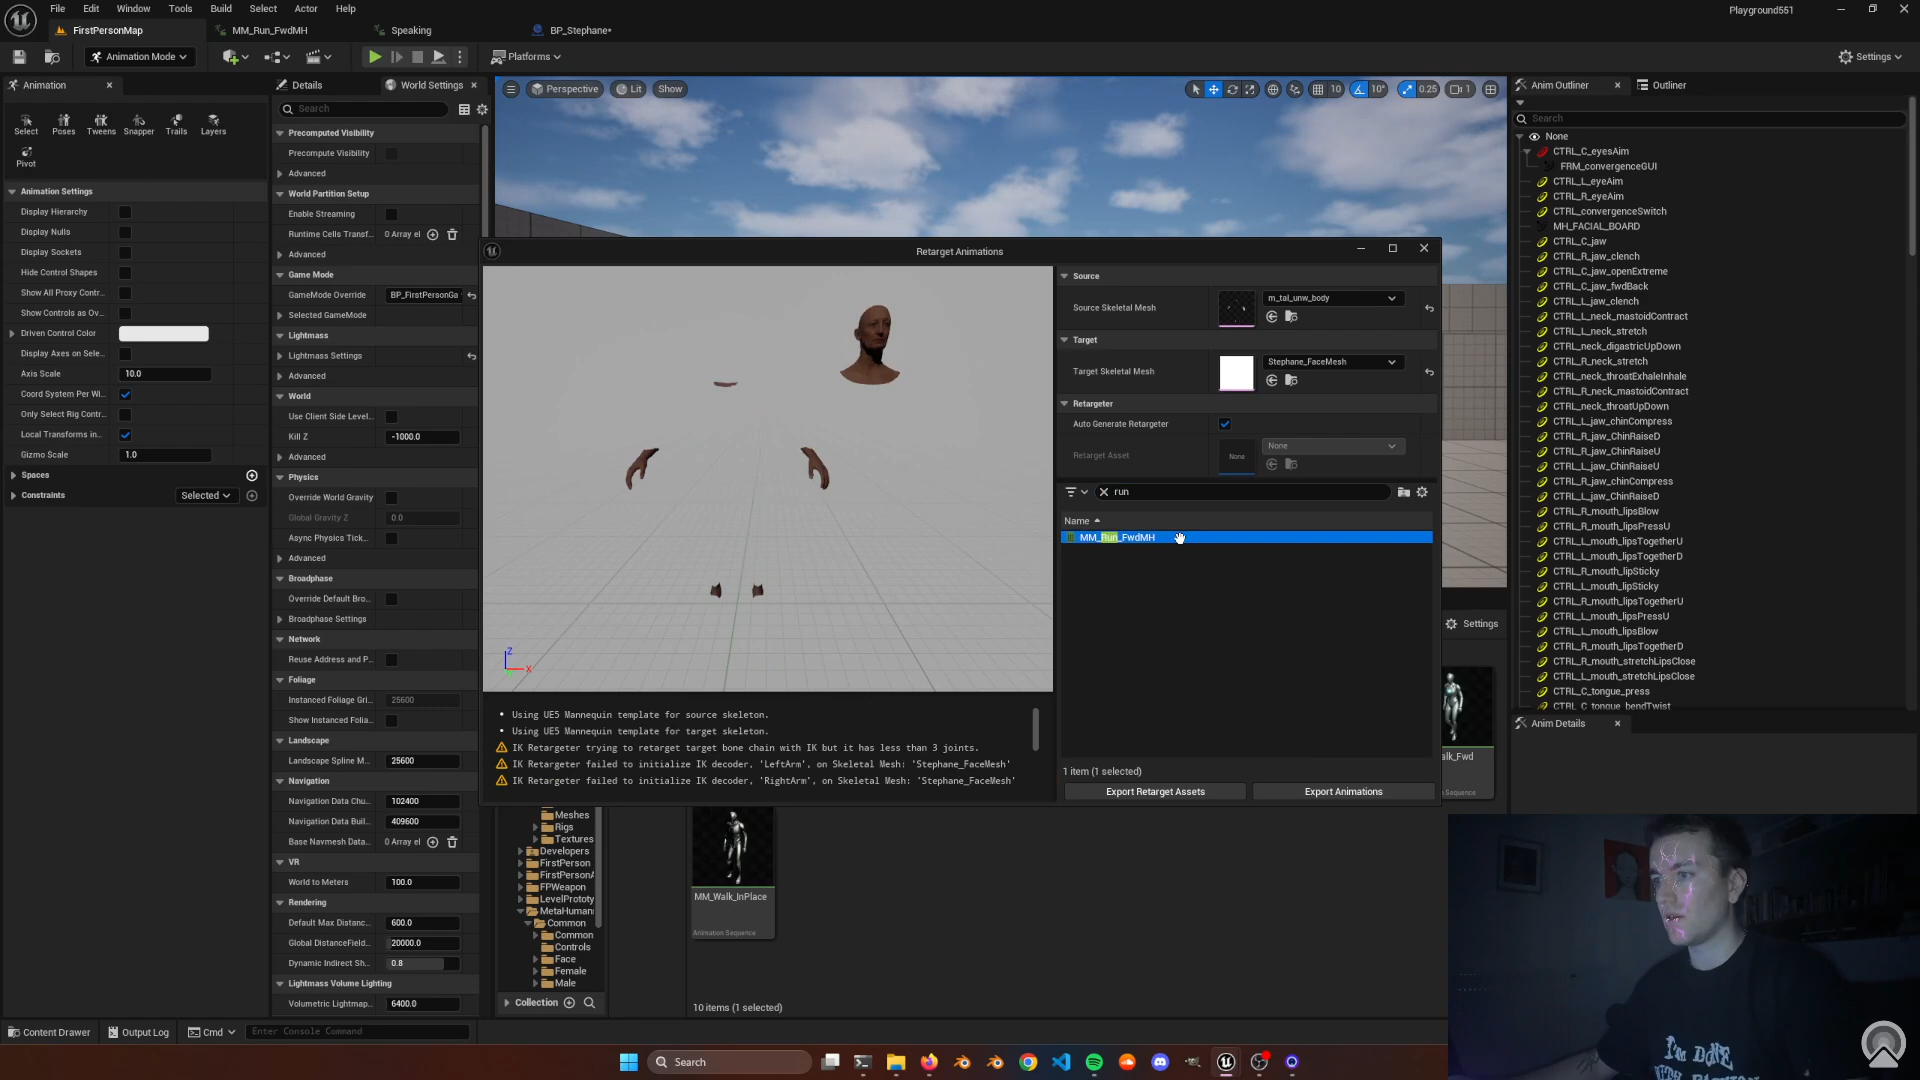 File Edit Window Tools Build Select Actor Help
Playground551
FirstPersonMap
MM_Run_FwdMH
Speaking
BP_Stephane*
Animation Mode
Platforms
Settings
Animation
Details
World Settings
Perspective
Lit
Show
10
10°
0.25
1
Anim Outliner
Outliner
Search
Search
Select
Poses
Tweens
Snapper
Trails
Layers
Pivot
Animation Settings
Display Hierarchy
Display Nulls
Display Sockets
Hide Control Shapes
Show All Proxy Contr..
Show Controls as Ov..
Driven Control Color
Display Axes on Sele..
Axis Scale 10.0
Coord System Per Wi..
Only Select Rig Contr..
Local Transforms in..
Gizmo Scale 1.0
Spaces
Constraints
Selected
Precomputed Visibility
Precompute Visibility
Advanced
World Partition Setup
Enable Streaming
Runtime Cells Transf..
0 Array el
Advanced
Game Mode
GameMode Override
BP_FirstPersonGa
Selected GameMode
Lightmass
Lightmass Settings
Advanced
World
Use Client Side Level..
Kill Z -1000.0
Advanced
Physics
Override World Gravity
Global Gravity Z 0.0
Async Physics Tick..
Advanced
Broadphase
Override Default Bro..
Broadphase Settings
Network
Reuse Address and P..
Foliage
Instanced Foliage Gri.. 25600
Show Instanced Folia..
Landscape
Landscape Spline M.. 25600
Navigation
Navigation Data Chu.. 102400
Navigation Data Buil.. 409600
Base Navmesh Data..
0 Array el
VR
World to Meters 100.0
Rendering
Default Max Distanc.. 600.0
Global DistanceField.. 20000.0
Dynamic Indirect Sh.. 0.8
Lightmass Volume Lighting
Volumetric Lightmap.. 6400.0
Retarget Animations
Z
X
Source
Source Skeletal Mesh
m_tal_unw_body
Target
Target Skeletal Mesh
Stephane_FaceMesh
Retargeter
Auto Generate Retargeter
Retarget Asset
None
None
run
Name
MM_Run_FwdMH
1 item (1 selected)
Export Retarget Assets
Export Animations
• Using UE5 Mannequin template for source skeleton.
• Using UE5 Mannequin template for target skeleton.
IK Retargeter trying to retarget target bone chain with IK but it has less than 3 joints.
IK Retargeter failed to initialize IK decoder, 'LeftArm', on Skeletal Mesh: 'Stephane_FaceMesh'
IK Retargeter failed to initialize IK decoder, 'RightArm', on Skeletal Mesh: 'Stephane_FaceMesh'
None
CTRL_C_eyesAim
FRM_convergenceGUI
CTRL_L_eyeAim
CTRL_R_eyeAim
CTRL_convergenceSwitch
MH_FACIAL_BOARD
CTRL_C_jaw
CTRL_R_jaw_clench
CTRL_C_jaw_openExtreme
CTRL_C_jaw_fwdBack
CTRL_L_jaw_clench
CTRL_L_neck_mastoidContract
CTRL_L_neck_stretch
CTRL_neck_digastricUpDown
CTRL_R_neck_stretch
CTRL_neck_throatExhaleInhale
CTRL_R_neck_mastoidContract
CTRL_neck_throatUpDown
CTRL_L_jaw_chinCompress
CTRL_R_jaw_ChinRaiseD
CTRL_R_jaw_ChinRaiseU
CTRL_L_jaw_ChinRaiseU
CTRL_R_jaw_chinCompress
CTRL_L_jaw_ChinRaiseD
CTRL_R_mouth_lipsBlow
CTRL_R_mouth_lipsPressU
CTRL_L_mouth_lipsTogetherU
CTRL_L_mouth_lipsTogetherD
CTRL_R_mouth_lipSticky
CTRL_L_mouth_lipSticky
CTRL_R_mouth_lipsTogetherU
CTRL_L_mouth_lipsPressU
CTRL_L_mouth_lipsBlow
CTRL_R_mouth_lipsTogetherD
CTRL_R_mouth_stretchLipsClose
CTRL_L_mouth_stretchLipsClose
CTRL_C_tongue_press
CTRL_C_tongue_bendTwist
Anim Details
Settings
alk_Fwd
Meshes
Rigs
Textures
Developers
FirstPerson
FirstPersonA
FPWeapon
LevelPrototy
MetaHumans
Common
Common
Controls
Face
Female
Male
Collection
MM_Walk_InPlace
Animation Sequence
10 items (1 selected)
Content Drawer
Output Log
Cmd
Enter Console Command
Search
I'M DONE